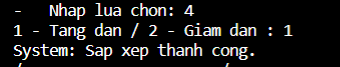 -   Nhap lua chon: 4
1 - Tang dan / 2 - Giam dan : 1
System: Sap xep thanh cong.